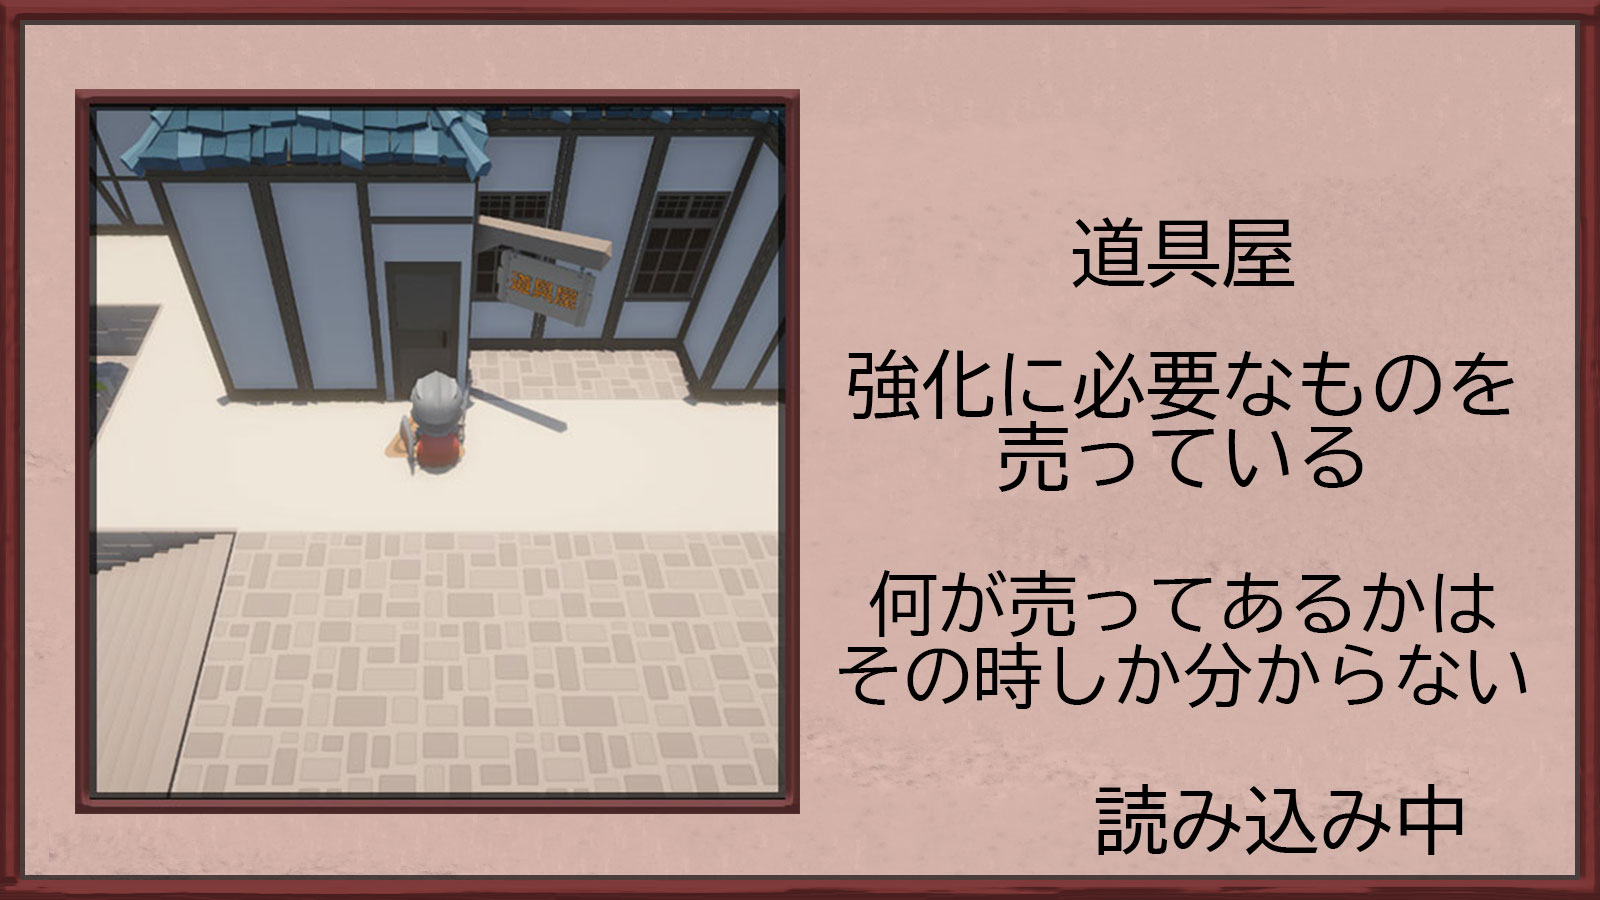 道具屋
道具屋
強化に必要なものを
売っている
何が売ってあるかは
その時しか分からない
読み込み中